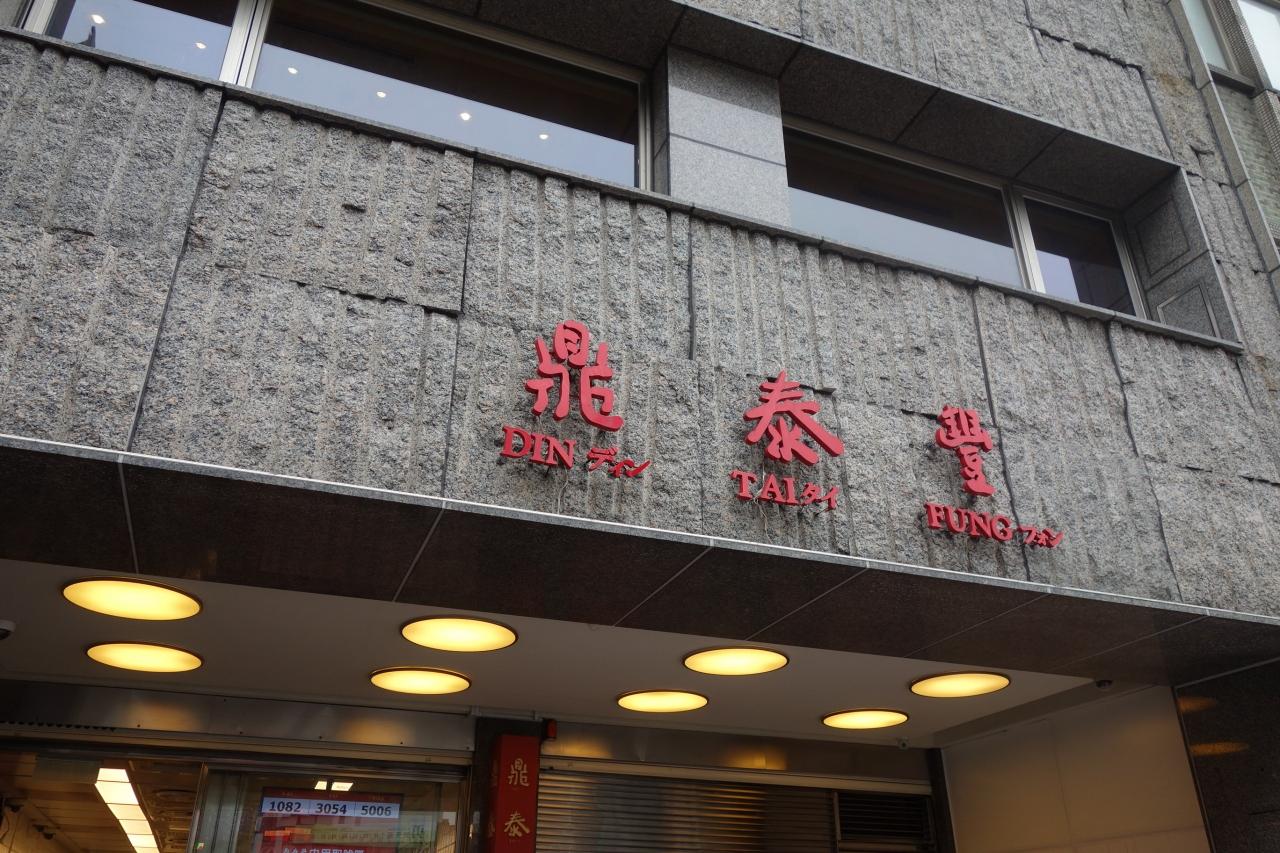 鼎 泰 豐
DIN ディン TAI タイ FUNG フォン
1082 3054 5006
鼎
泰